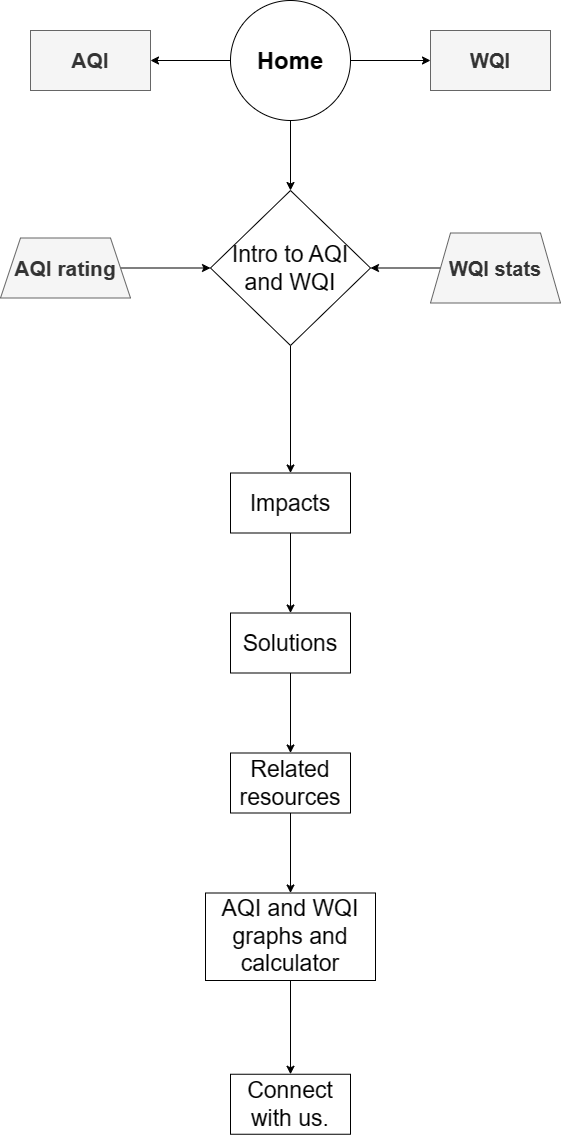 AQI
Home
WQI
Intro to AQI
and WQI
AQI rating
WQI stats
Impacts
Solutions
Related
resources
AQI and WQI
graphs and
calculator
Connect
with us.